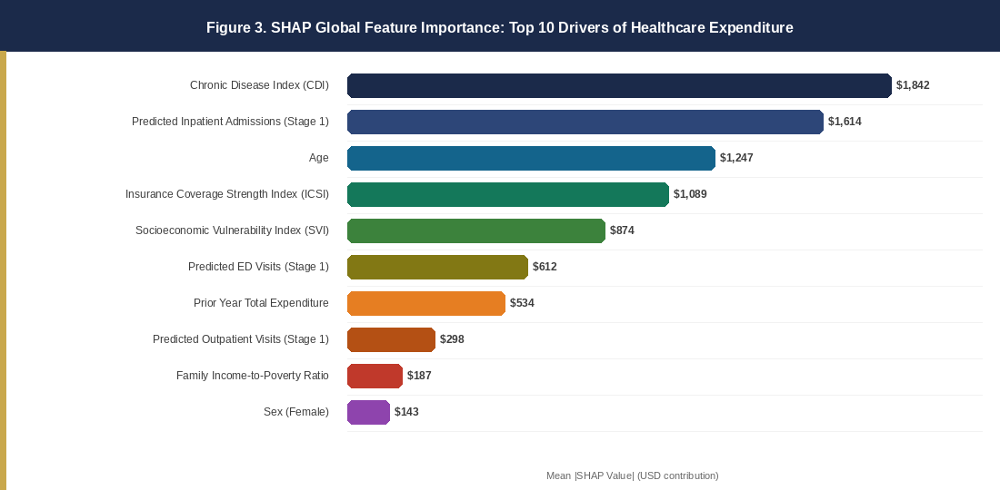 Figure 3. SHAP Global Feature Importance: Top 10 Drivers of Healthcare Expenditure
Chronic Disease Index (CDI) $1,842
Predicted Inpatient Admissions (Stage 1) $1,614
Age $1,247
Insurance Coverage Strength Index (ICSI) $1,089
Socioeconomic Vulnerability Index (SVI) $874
Predicted ED Visits (Stage 1) $612
Prior Year Total Expenditure $534
Predicted Outpatient Visits (Stage 1) $298
Family Income-to-Poverty Ratio $187
Sex (Female) $143
Mean |SHAP Value| (USD contribution)